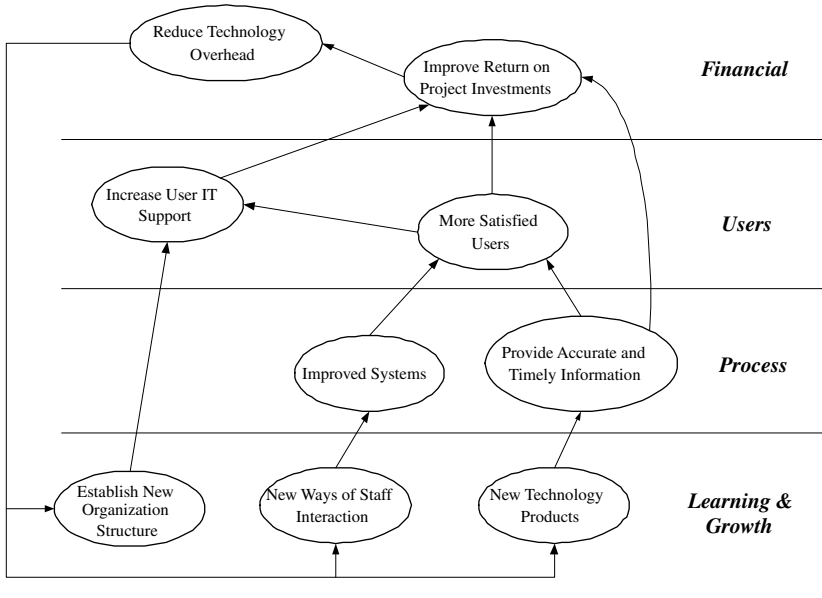 Reduce Technology
Overhead
Improve Return on
Project Investments
Financial
Increase User IT
Support
More Satisfied
Users
Users
Improved Systems
Provide Accurate and
Timely Information
Process
Establish New
Organization
Structure
New Ways of Staff
Interaction
New Technology
Products
Learning &
Growth